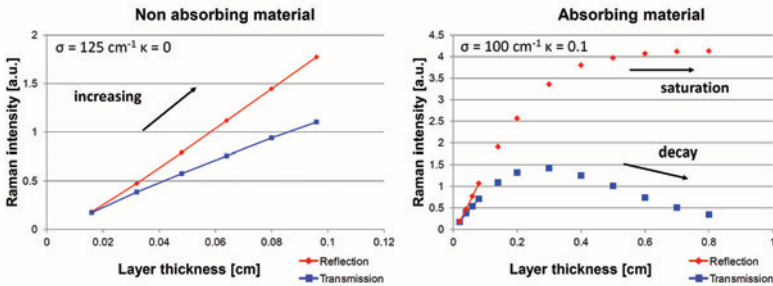 Non absorbing material
σ = 125 cm⁻¹ κ = 0
Raman intensity [a.u.]
2
1.5
1
0.5
0
increasing
0
0.02
0.04
0.06
0.08
0.1
0.12
Layer thickness [cm]
Reflection
Transmission
Absorbing material
σ = 100 cm⁻¹ κ = 0.1
Raman intensity [a.u.]
4.5
4
3.5
3
2.5
2
1.5
1
0.5
0
saturation
decay
0
0.2
0.4
0.6
0.8
1
Layer thickness [cm]
Reflection
Transmission